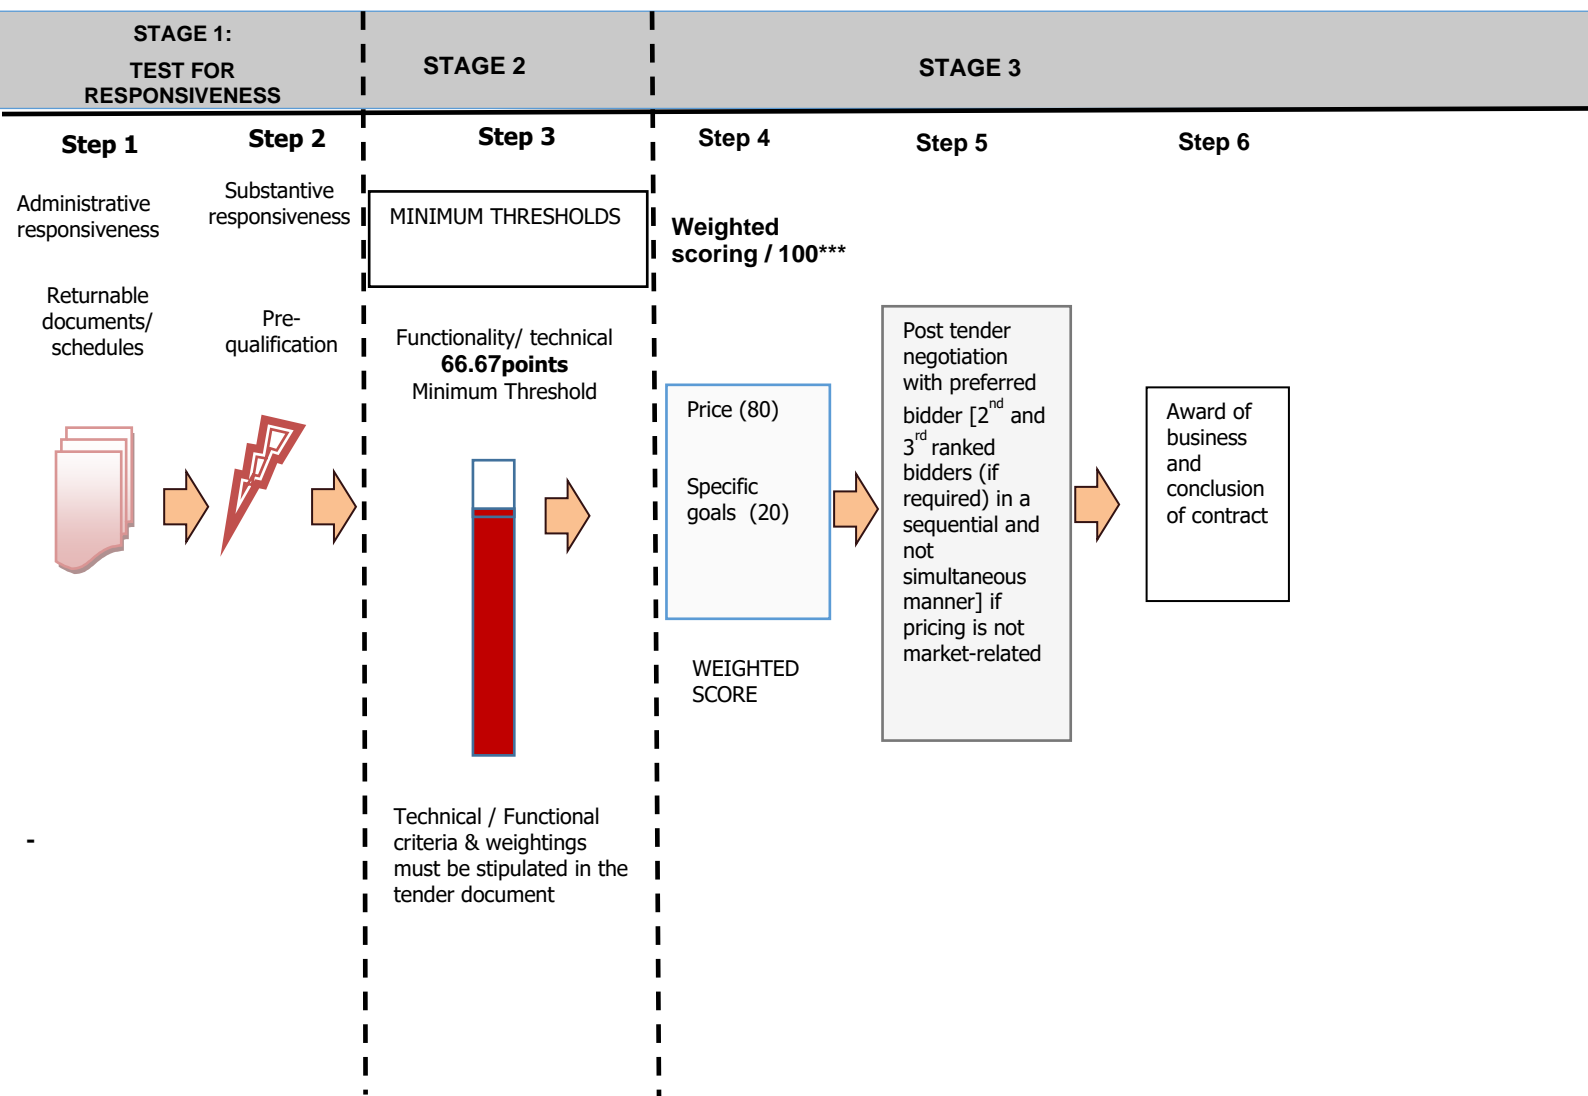 STAGE 1:
TEST FOR
RESPONSIVENESS
STAGE 2
STAGE 3
Step 1
Administrative
responsiveness
Returnable
documents/
schedules
Step 2
Substantive
responsiveness
Pre-
qualification
Step 3
MINIMUM THRESHOLDS
Functionality/ technical
66.67points
Minimum Threshold
Technical / Functional
criteria & weightings
must be stipulated in the
tender document
Step 4
Weighted
scoring / 100***
Price (80)
Specific
goals (20)
WEIGHTED
SCORE
Step 5
Post tender
negotiation
with preferred
bidder [2nd and
3rd ranked
bidders (if
required) in a
sequential and
not
simultaneous
manner] if
pricing is not
market-related
Step 6
Award of
business
and
conclusion
of contract
-